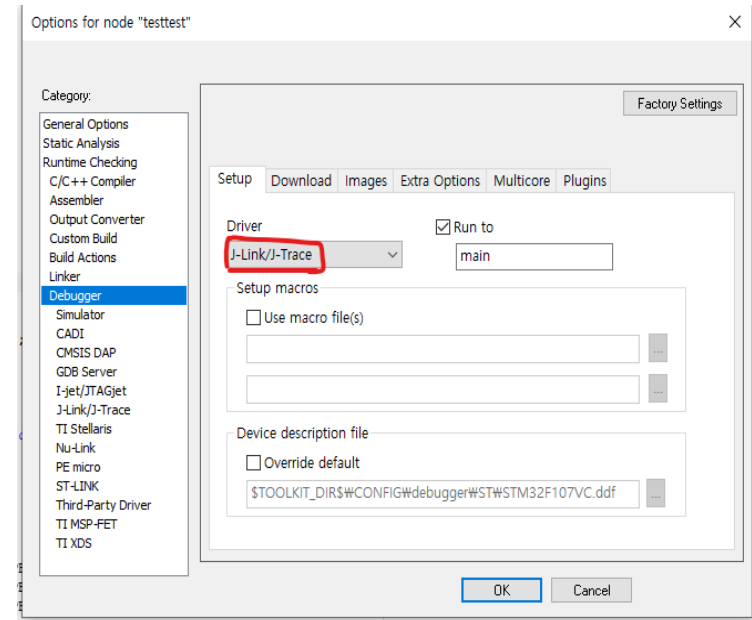 Options for node "testtest"
Category:
Factory Settings
General Options
Static Analysis
Runtime Checking
C/C++ Compiler
Assembler
Output Converter
Custom Build
Build Actions
Linker
Debugger
Simulator
CADI
CMSIS DAP
GDB Server
I-jet/JTAGjet
J-Link/J-Trace
TI Stellaris
Nu-Link
PE micro
ST-LINK
Third-Party Driver
TI MSP-FET
TI XDS
Setup Download Images Extra Options Multicore Plugins
Driver
Run to
J-Link/J-Trace
main
Setup macros
Use macro file(s)
...
...
Device description file
Override default
$TOOLKIT_DIR$₩CONFIG₩debugger₩ST₩STM32F107VC.ddf
...
OK Cancel